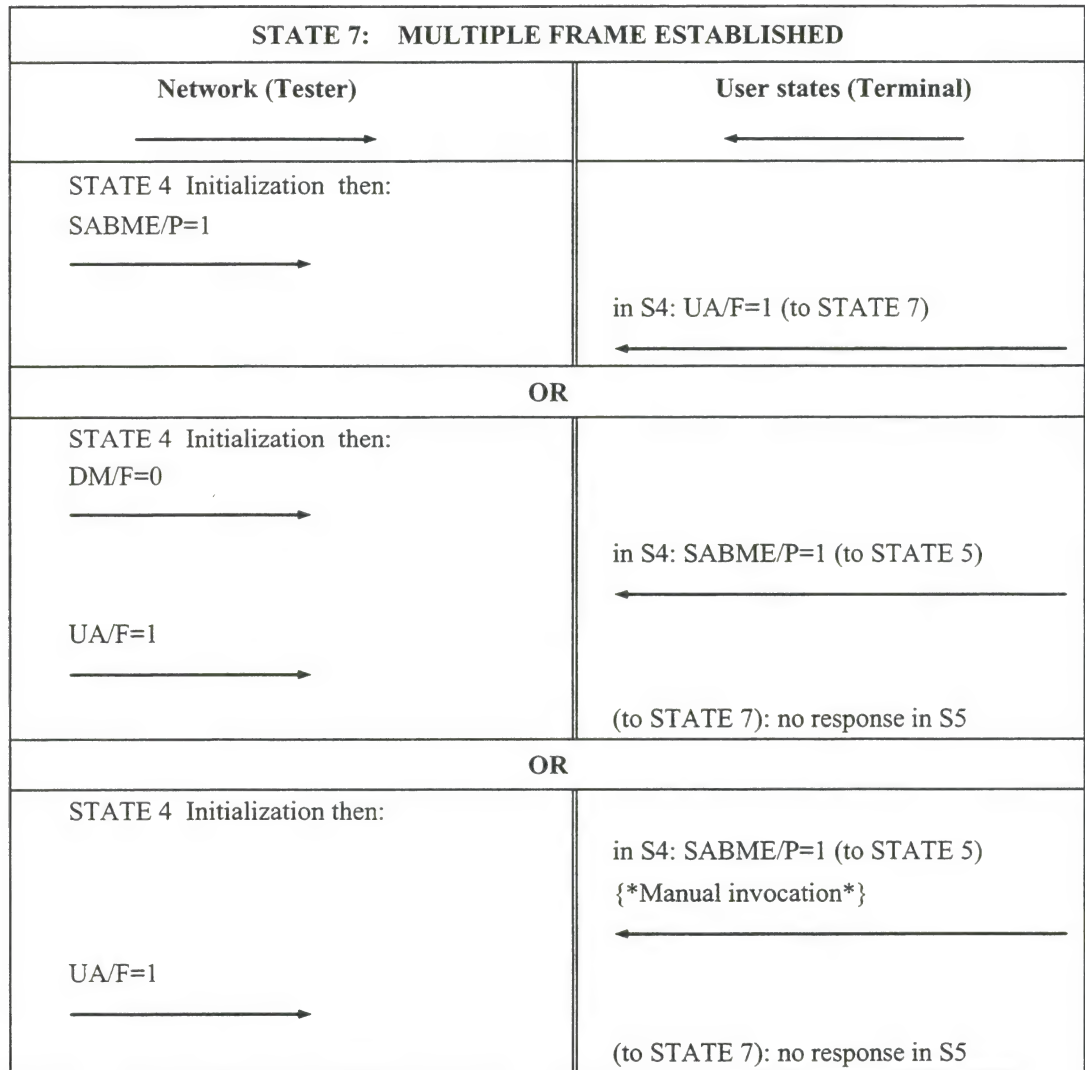 STATE 7: MULTIPLE FRAME ESTABLISHED
Network (Tester)
User states (Terminal)
STATE 4 Initialization then:
SABME/P=1
in S4: UA/F=1 (to STATE 7)
OR
STATE 4 Initialization then:
DM/F=0
in S4: SABME/P=1 (to STATE 5)
UA/F=1
(to STATE 7): no response in S5
OR
STATE 4 Initialization then:
in S4: SABME/P=1 (to STATE 5)
{*Manual invocation*}
UA/F=1
(to STATE 7): no response in S5